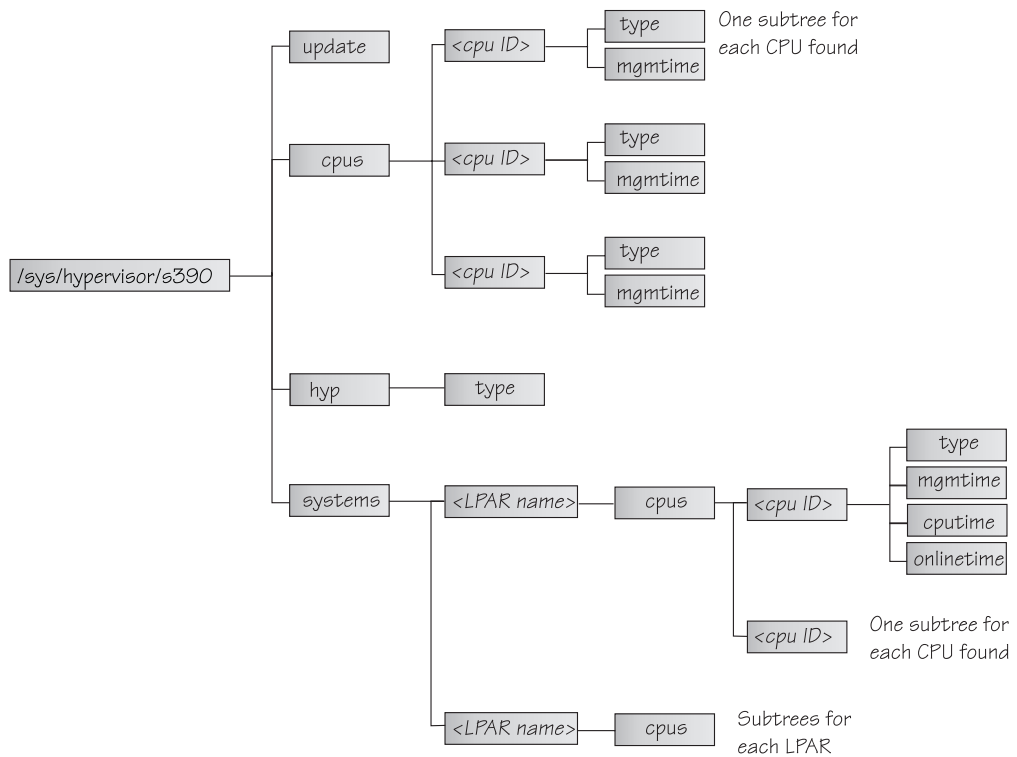 update
<cpu ID>
type
mgmtime
One subtree for
each CPU found
cpus
<cpu ID>
type
mgmtime
<cpu ID>
type
mgmtime
/sys/hypervisor/s390
hyp
type
systems
<LPAR name>
cpus
<cpu ID>
type
mgmtime
cputime
onlinetime
<cpu ID>
One subtree for
each CPU found
<LPAR name>
cpus
Subtrees for
each LPAR